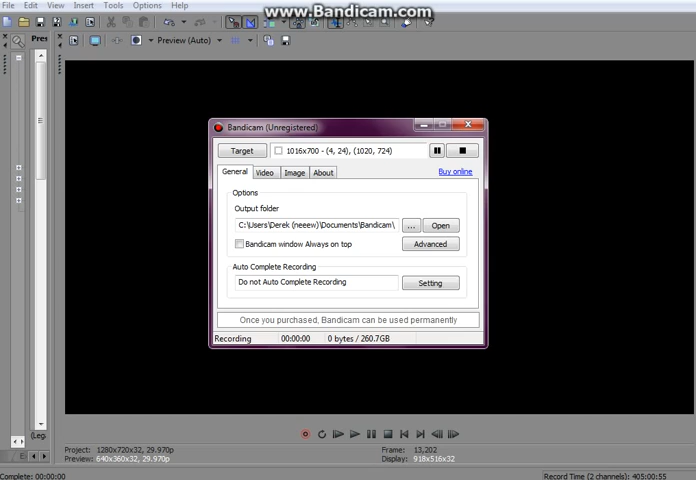 File Edit View Insert Tools Options Help
www.Bandicam.com
Pres
Preview (Auto)
Bandicam (Unregistered)
Target
1016x700 - (4, 24), (1020, 724)
General Video Image About
Buy online
Options
Output folder
C:\Users\Derek (neeew)\Documents\Bandicam\
...
Open
Bandicam window Always on top
Advanced
Auto Complete Recording
Do not Auto Complete Recording
Setting
Once you purchased, Bandicam can be used permanently
Recording 00:00:00 0 bytes / 260.7GB
(Leg
Project: 1280x720x32, 29.970p
Preview: 640x360x32, 29.970p
Frame: 13,202
Display: 918x516x32
Complete: 00:00:00
Record Time (2 channels): 405:00:55